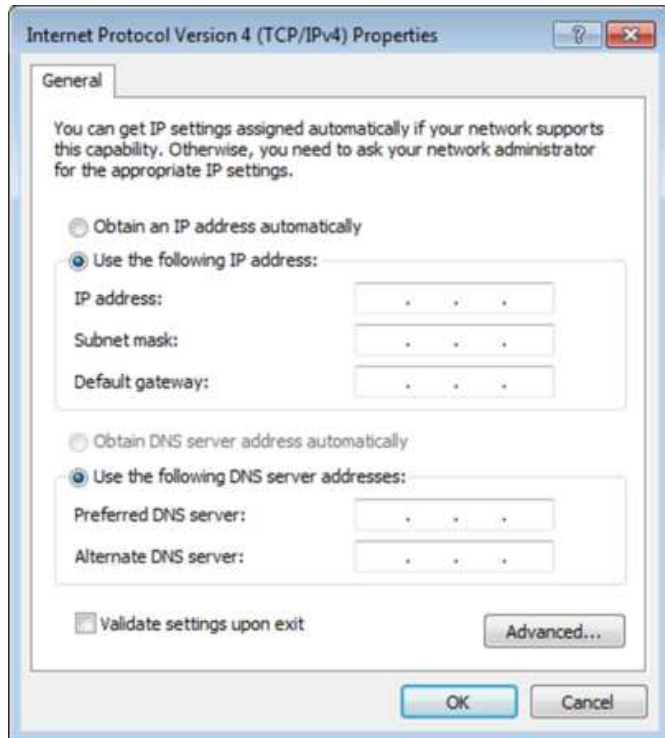 Internet Protocol Version 4 (TCP/IPv4) Properties
General
You can get IP settings assigned automatically if your network supports
this capability. Otherwise, you need to ask your network administrator
for the appropriate IP settings.
Obtain an IP address automatically
Use the following IP address:
IP address:
Subnet mask:
Default gateway:
Obtain DNS server address automatically
Use the following DNS server addresses:
Preferred DNS server:
Alternate DNS server:
Validate settings upon exit
Advanced...
OK
Cancel